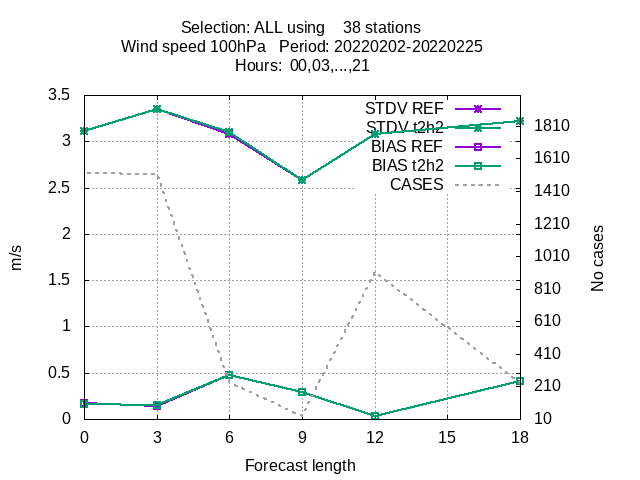 Selection: ALL using    38 stations
Wind speed 100hPa   Period: 20220202-20220225
Hours: 00,03,...,21
3.5
3
2.5
2
1.5
1
0.5
0
m/s
STDV REF
STDV t2h2
BIAS REF
BIAS t2h2
CASES
1810
1610
1410
1210
1010
810
610
410
210
10
No cases
0 3 6 9 12 15 18
Forecast length